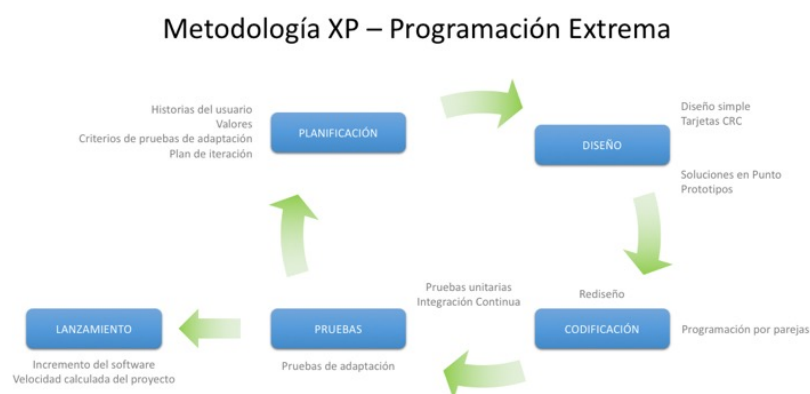 Metodología XP – Programación Extrema
Historias del usuario
Valores
Criterios de pruebas de adaptación
Plan de iteración
PLANIFICACIÓN
DISEÑO
Diseño simple
Tarjetas CRC
Soluciones en Punto
Prototipos
Pruebas unitarias
Integración Continua
Rediseño
CODIFICACIÓN
Programación por parejas
PRUEBAS
Pruebas de adaptación
LANZAMIENTO
Incremento del software
Velocidad calculada del proyecto